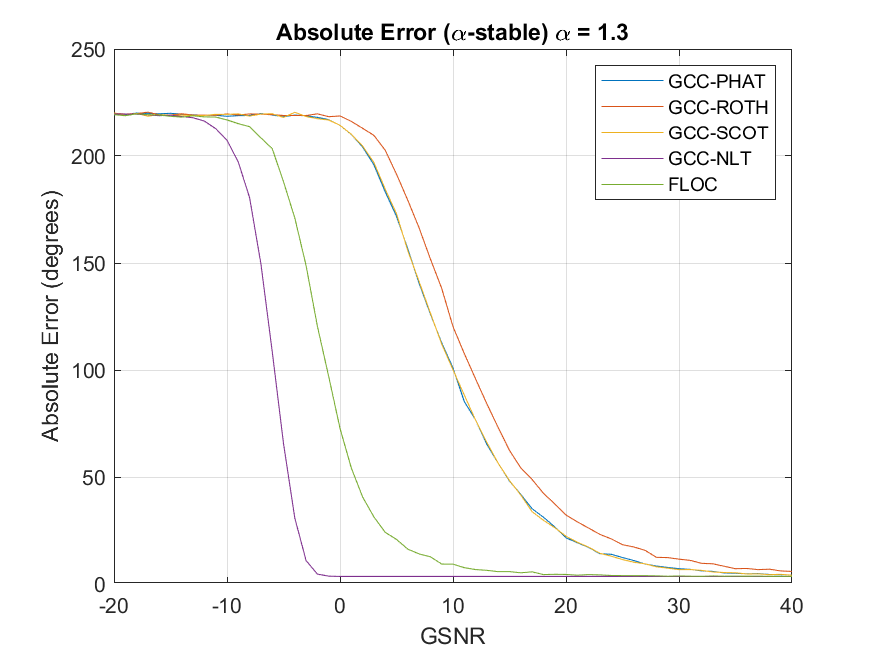 Absolute Error (α-stable) α = 1.3
250
200
150
100
50
0
Absolute Error (degrees)
-20
-10
0
10
20
30
40
GSNR
GCC-PHAT
GCC-ROTH
GCC-SCOT
GCC-NLT
FLOC